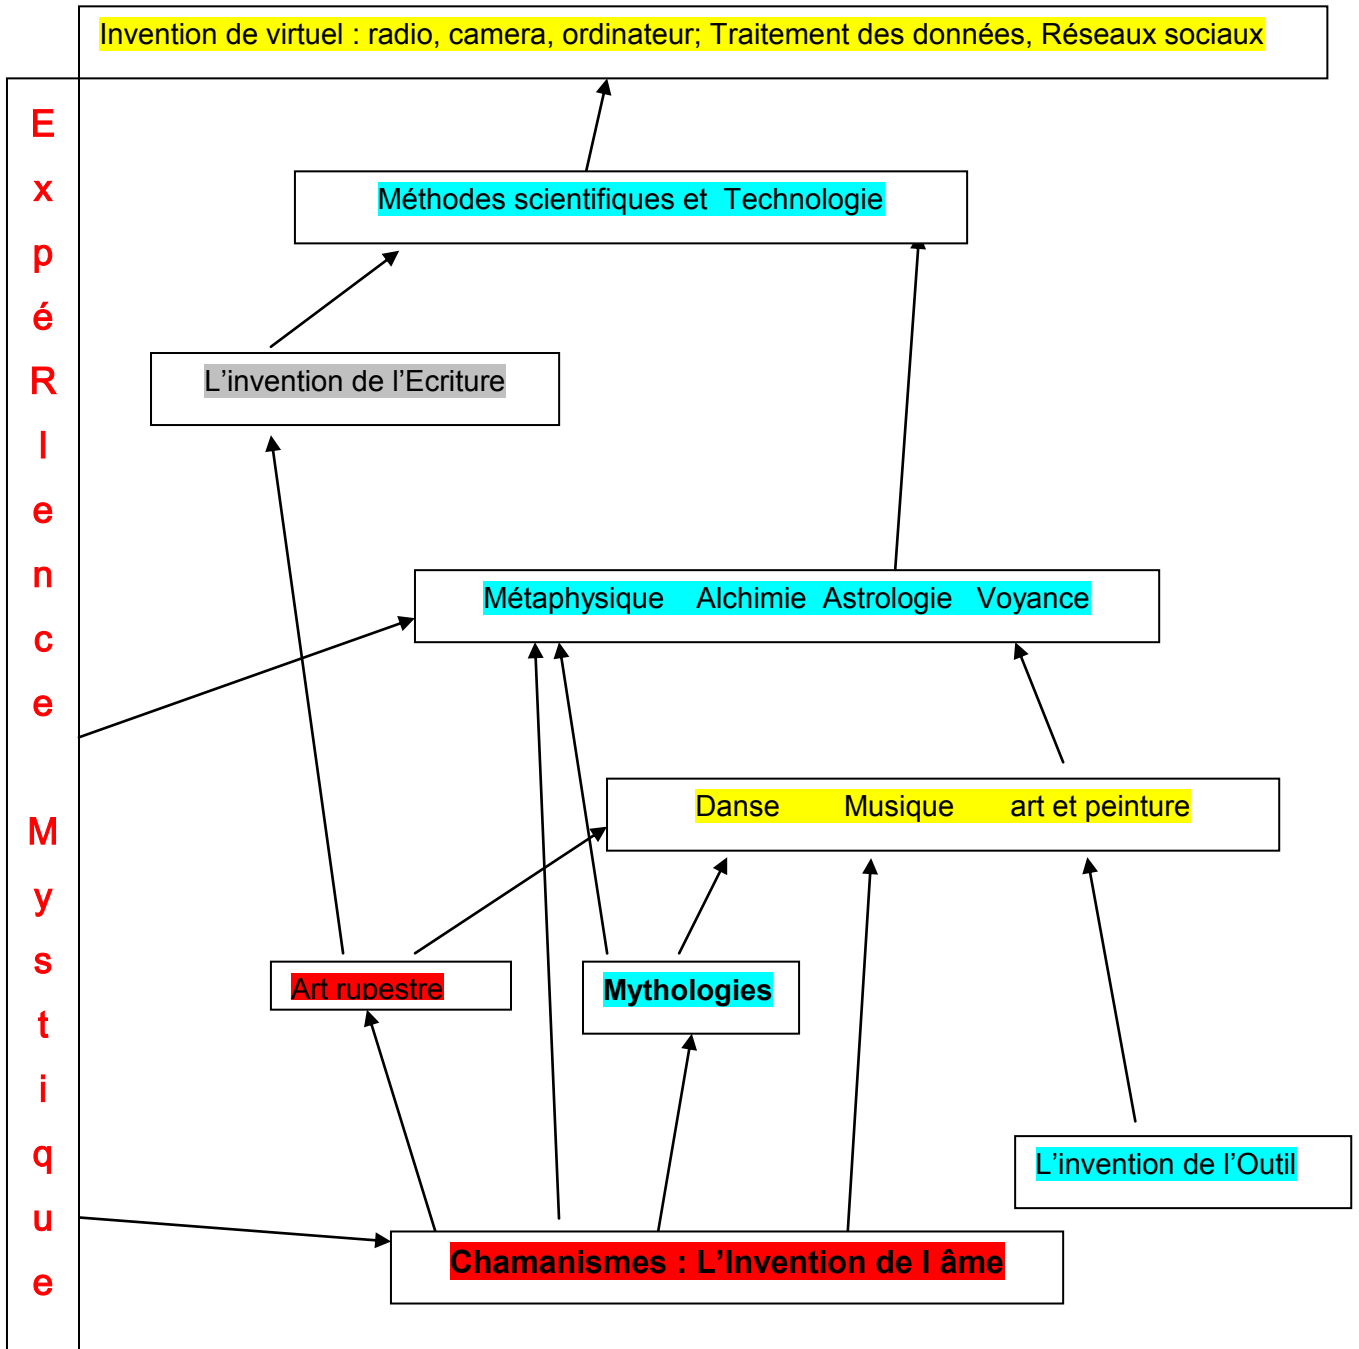 Invention de virtuel : radio, camera, ordinateur; Traitement des données, Réseaux sociaux
E
x
p
é
R
I
e
n
c
e
M
y
s
t
i
q
u
e
Méthodes scientifiques et Technologie
L'invention de l'Ecriture
Métaphysique Alchimie Astrologie Voyance
Danse Musique art et peinture
Art rupestre
Mythologies
L'invention de l'Outil
Chamanismes : L'Invention de l âme